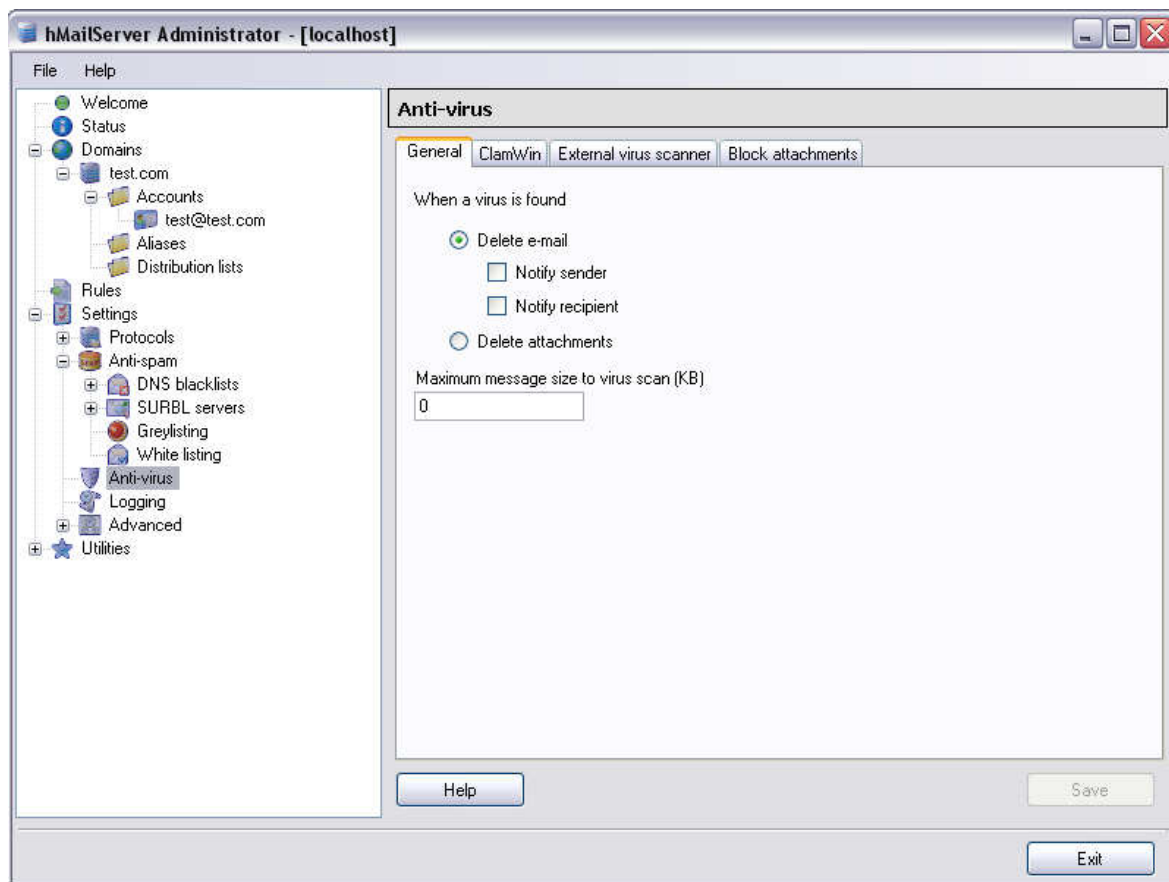 hMailServer Administrator - [localhost]
File Help
Welcome
Status
Domains
test.com
Accounts
test@test.com
Aliases
Distribution lists
Rules
Settings
Protocols
Anti-spam
DNS blacklists
SURBL servers
Greylisting
White listing
Anti-virus
Logging
Advanced
Utilities
Anti-virus
General ClamWin External virus scanner Block attachments
When a virus is found
Delete e-mail
Notify sender
Notify recipient
Delete attachments
Maximum message size to virus scan (KB)
0
Help Save
Exit